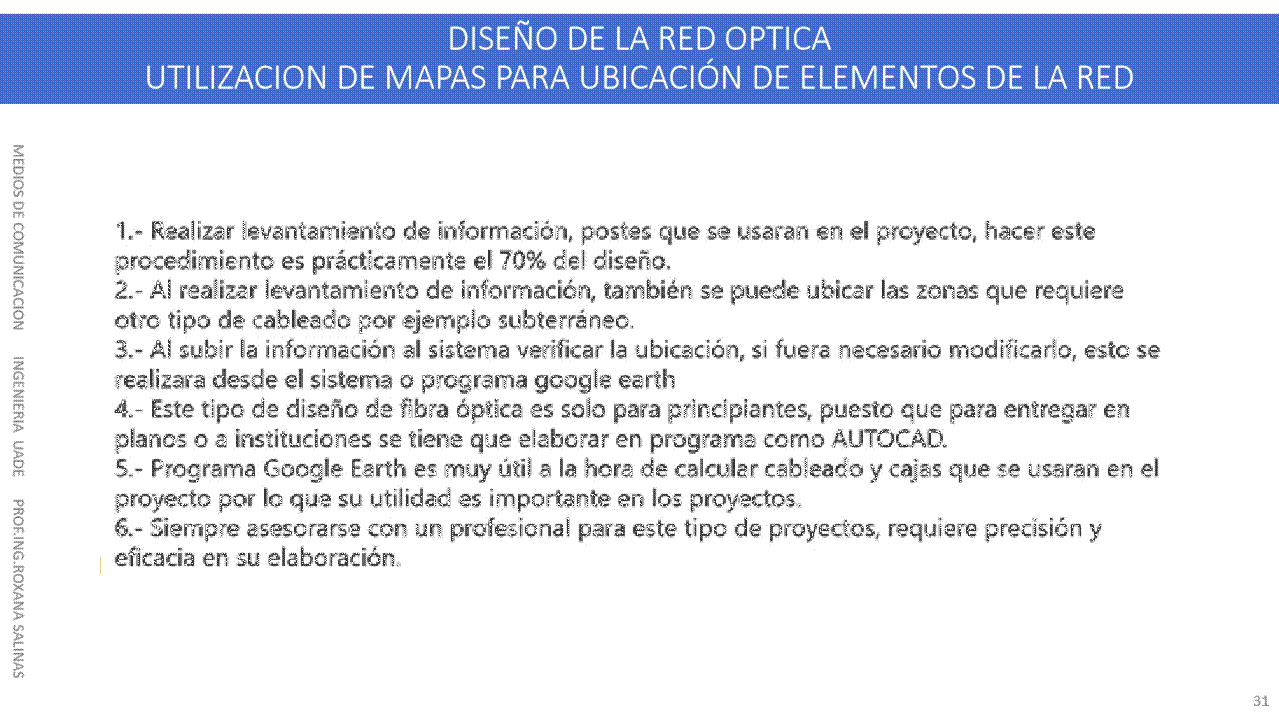 DISEÑO DE LA RED OPTICA
UTILIZACION DE MAPAS PARA UBICACIÓN DE ELEMENTOS DE LA RED
MEDIOS DE COMUNICACION INGENIERIA UADE PROF.ING.ROXANA SALINAS
1.- Realizar levantamiento de información, postes que se usaran en el proyecto, hacer este
procedimiento es prácticamente el 70% del diseño.
2.- Al realizar levantamiento de información, también se puede ubicar las zonas que requiere
otro tipo de cableado por ejemplo subterráneo.
3.- Al subir la información al sistema verificar la ubicación, si fuera necesario modificarlo, esto se
realizara desde el sistema o programa google earth
4.- Este tipo de diseño de fibra óptica es solo para principiantes, puesto que para entregar en
planos o a instituciones se tiene que elaborar en programa como AUTOCAD.
5.- Programa Google Earth es muy útil a la hora de calcular cableado y cajas que se usaran en el
proyecto por lo que su utilidad es importante en los proyectos.
6.- Siempre asesorarse con un profesional para este tipo de proyectos, requiere precisión y
eficacia en su elaboración.
31